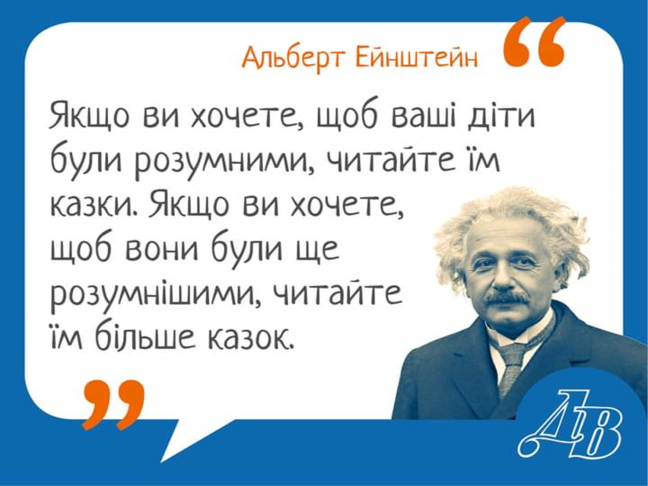 Альберт Ейнштейн
Якщо ви хочете, щоб ваші діти
були розумними, читайте їм
казки. Якщо ви хочете,
щоб вони були ще
розумнішими, читайте
їм більше казок.
ДВ